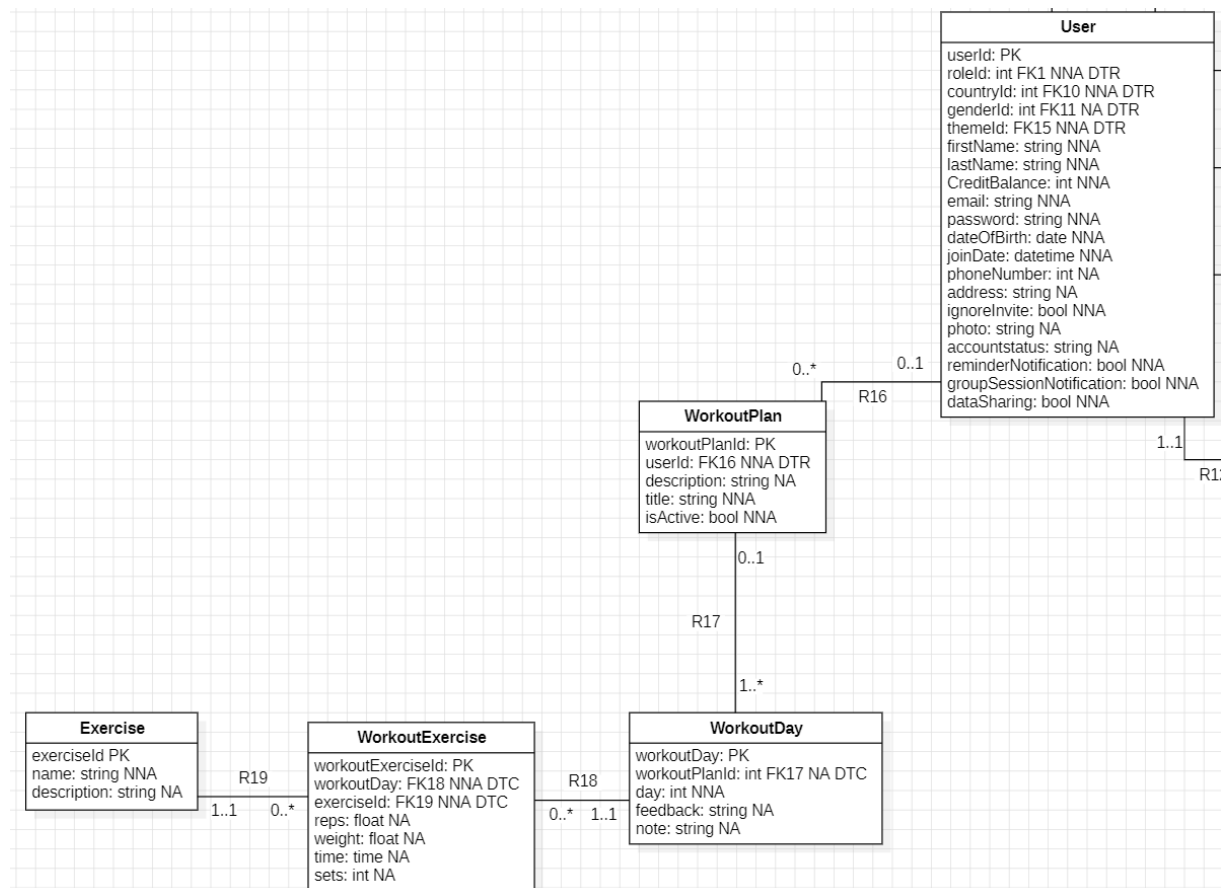 User
userId: PK
roleId: int FK1 NNA DTR
countryId: int FK10 NNA DTR
genderId: int FK11 NA DTR
themeId: FK15 NNA DTR
firstName: string NNA
lastName: string NNA
CreditBalance: int NNA
email: string NNA
password: string NNA
dateOfBirth: date NNA
joinDate: datetime NNA
phoneNumber: int NA
address: string NA
ignoreInvite: bool NNA
photo: string NA
accountstatus: string NA
reminderNotification: bool NNA
groupSessionNotification: bool NNA
dataSharing: bool NNA
0..*
0..1
R16
1..1
WorkoutPlan
workoutPlanId: PK
userId: FK16 NNA DTR
description: string NA
title: string NNA
isActive: bool NNA
0..1
R17
1..*
Exercise
exerciseId PK
name: string NNA
description: string NA
R19
1..1
0..*
WorkoutExercise
workoutExerciseId: PK
workoutDay: FK18 NNA DTC
exerciseId: FK19 NNA DTC
reps: float NA
weight: float NA
time: time NA
sets: int NA
R18
0..*
1..1
WorkoutDay
workoutDay: PK
workoutPlanId: int FK17 NA DTC
day: int NNA
feedback: string NA
note: string NA